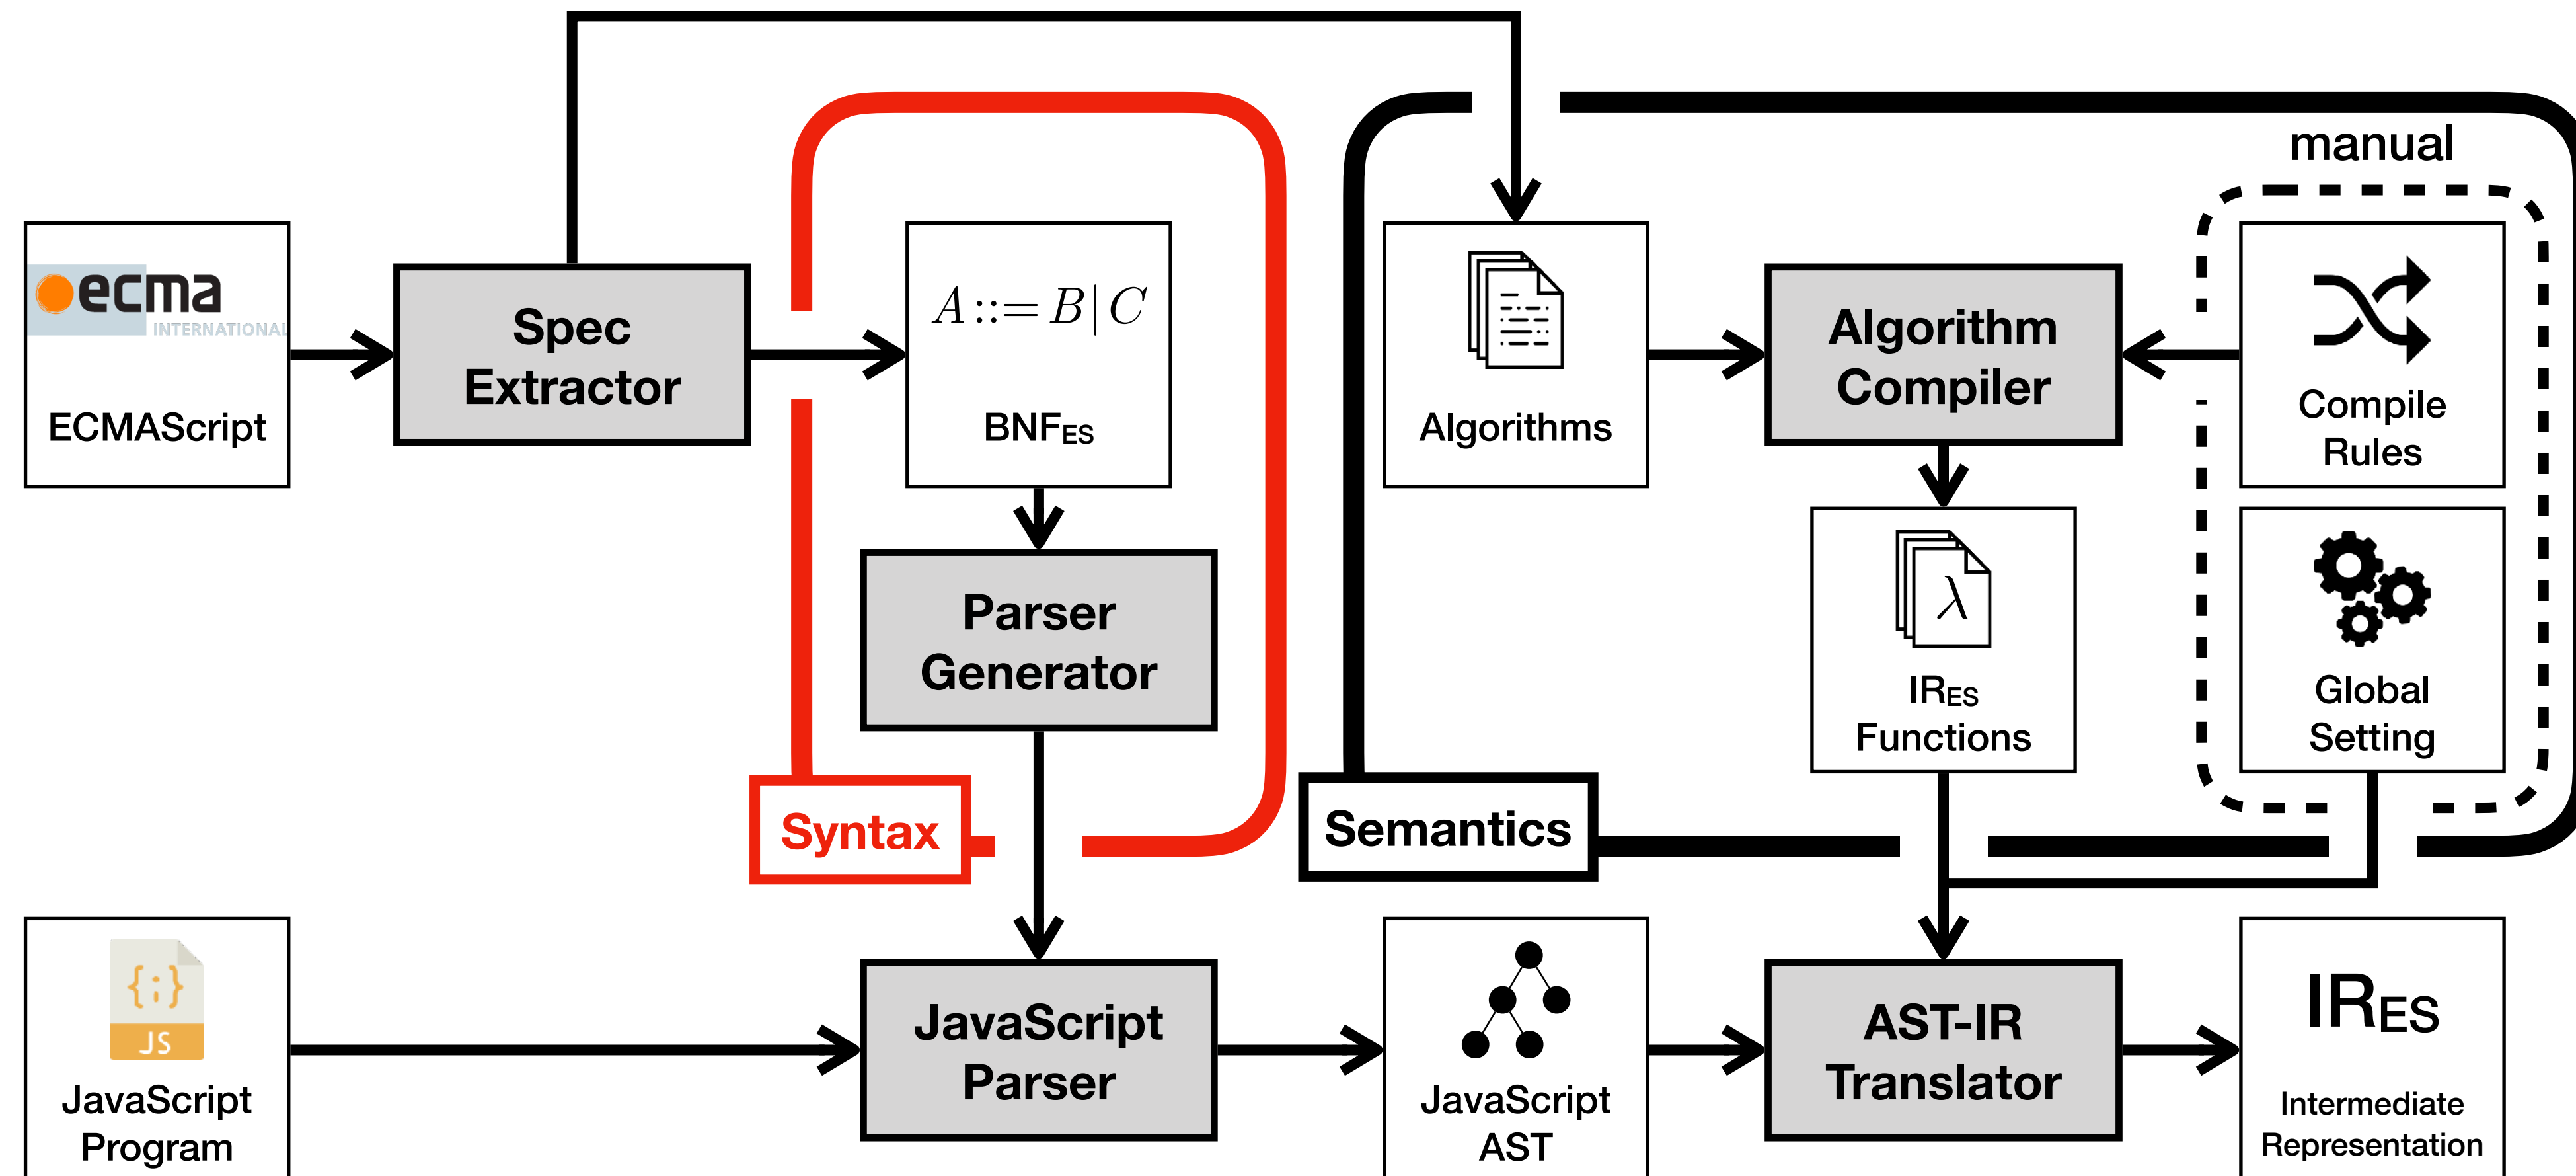 manual
ecma
INTERNATIONAL
ECMAScript
Spec
Extractor
A ::= B | C
BNFES
Algorithms
Algorithm
Compiler
Compile
Rules
Parser
Generator
λ
IRES
Functions
Global
Setting
Syntax
Semantics
{;}
JS
JavaScript
Program
JavaScript
Parser
JavaScript
AST
AST-IR
Translator
IRES
Intermediate
Representation